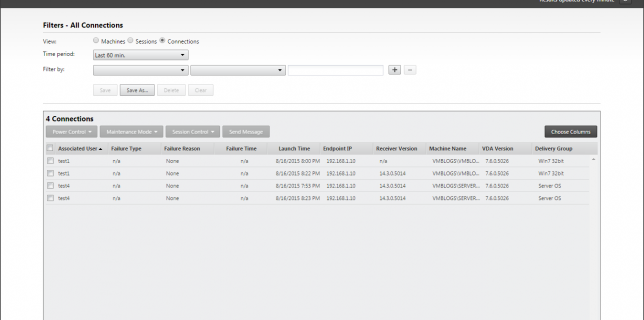 Results updated every minute
Filters - All Connections
View: Machines Sessions Connections
Time period: Last 60 min.
Filter by: + -
Save Save As... Delete Clear
4 Connections
Power Control Maintenance Mode Session Control Send Message Choose Columns
Associated User Failure Type Failure Reason Failure Time Launch Time Endpoint IP Receiver Version Machine Name VDA Version Delivery Group
test1 n/a None n/a 8/16/2015 8:00 PM 192.168.1.10 n/a VMBLOGS\VMBLO... 7.6.0.5026 Win7 32bit
test1 n/a None n/a 8/16/2015 8:22 PM 192.168.1.10 14.3.0.5014 VMBLOGS\VMBLO... 7.6.0.5026 Win7 32bit
test4 n/a None n/a 8/16/2015 7:53 PM 192.168.1.10 14.3.0.5014 VMBLOGS\SERVER... 7.6.0.5026 Server OS
test4 n/a None n/a 8/16/2015 8:23 PM 192.168.1.10 14.3.0.5014 VMBLOGS\SERVER... 7.6.0.5026 Server OS